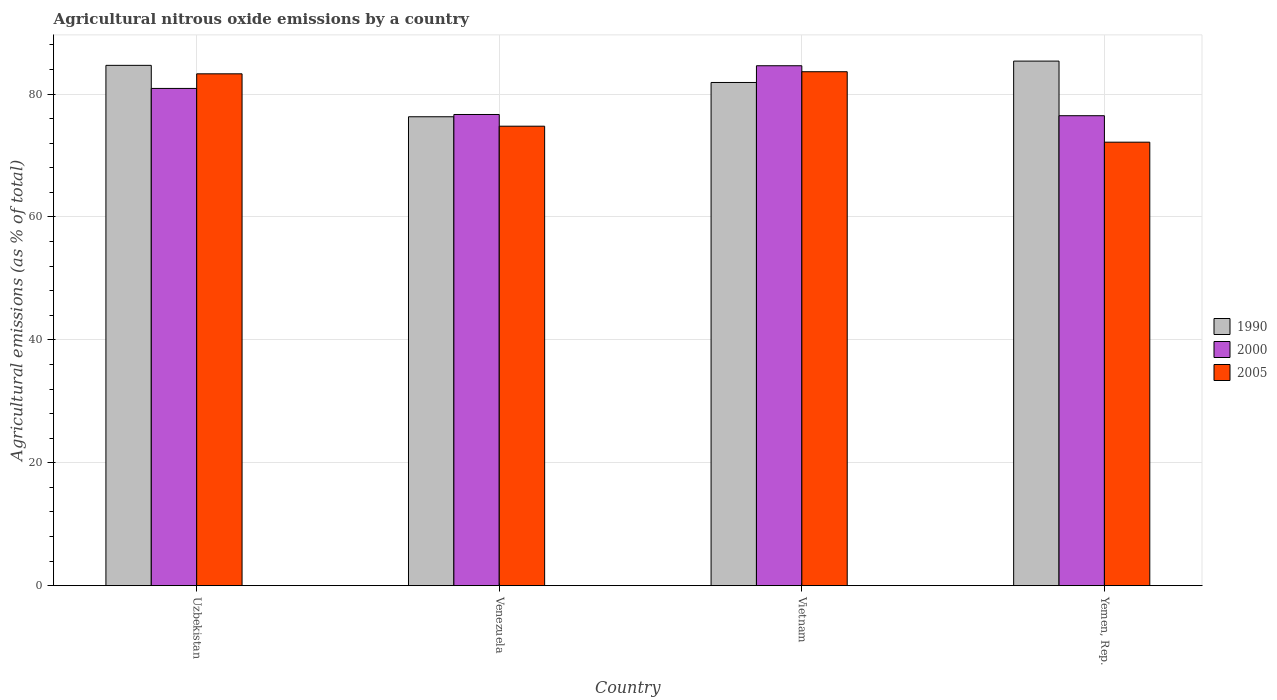 Agricultural nitrous oxide emissions by a country
Agricultural emissions (as % of total)
80
60
40
20
0
Uzbekistan
Venezuela
Vietnam
Yemen, Rep.
Country
1990
2000
2005